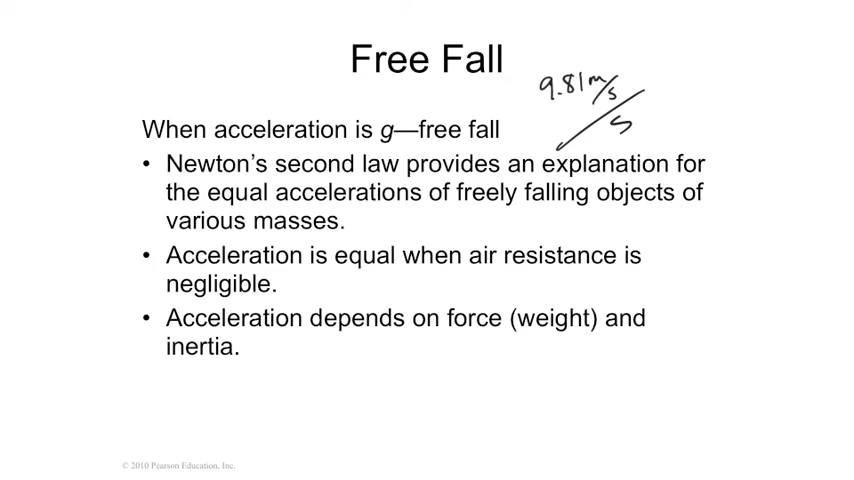 Free Fall
9.81 m/s
/s
When acceleration is g—free fall
• Newton's second law provides an explanation for
the equal accelerations of freely falling objects of
various masses.
• Acceleration is equal when air resistance is
negligible.
• Acceleration depends on force (weight) and
inertia.
© 2010 Pearson Education, Inc.